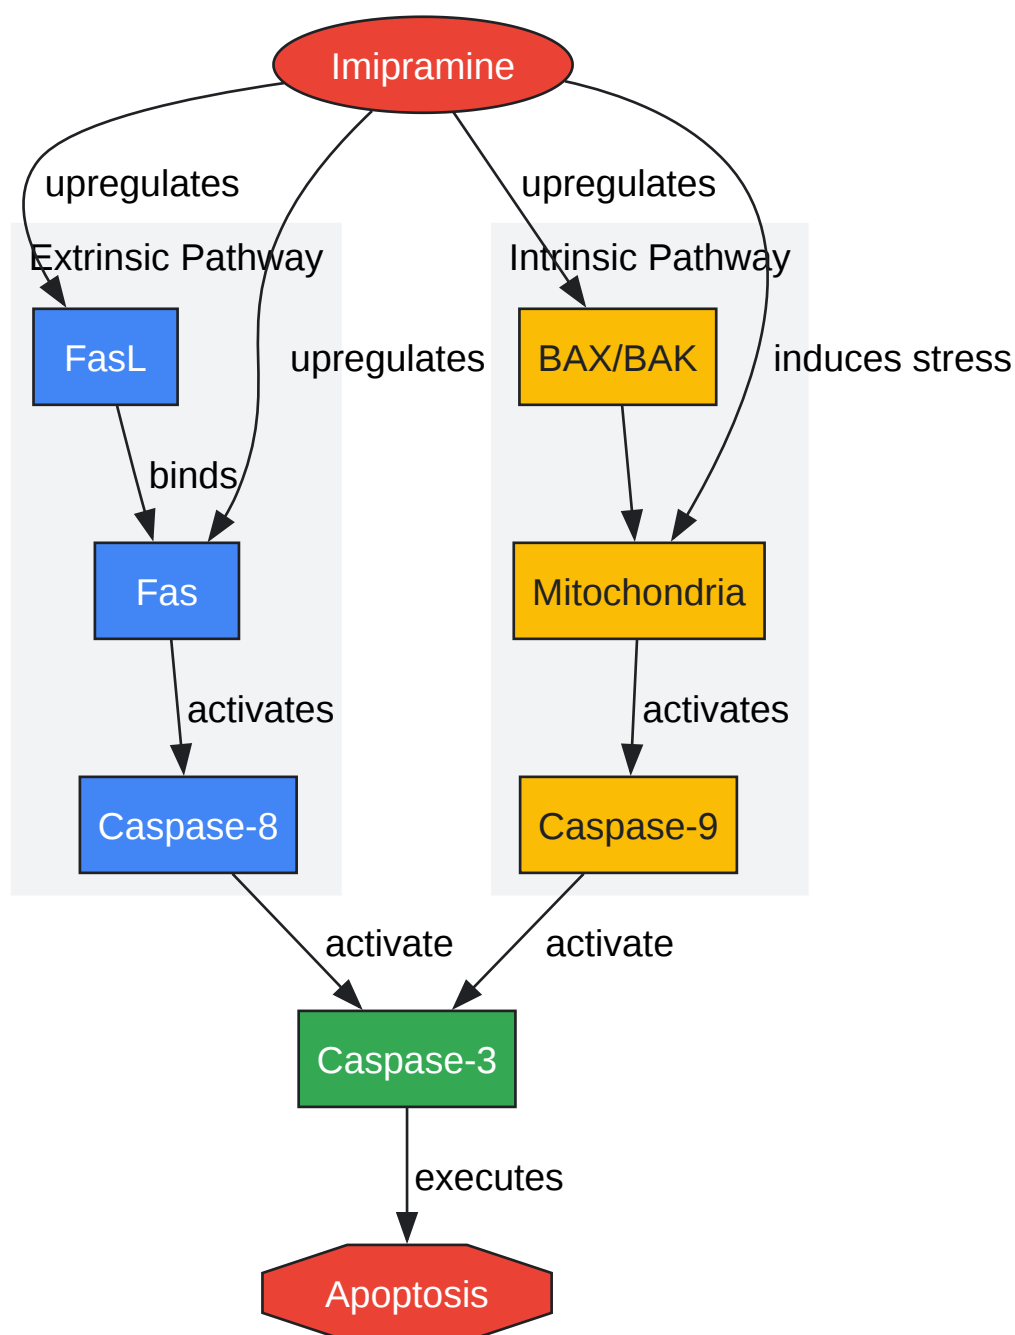 Imipramine
upregulates
upregulates
Extrinsic Pathway
Intrinsic Pathway
FasL
upregulates
BAX/BAK
induces stress
binds
Fas
Mitochondria
activates
activates
Caspase-8
Caspase-9
activate
activate
Caspase-3
executes
Apoptosis